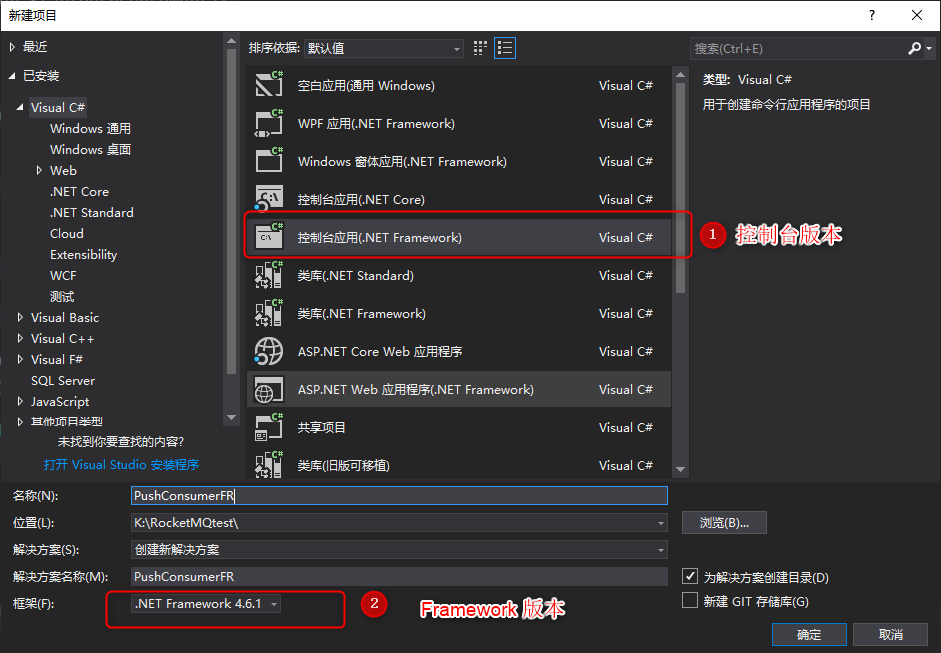 新建项目
?
最近
已安装
Visual C#
Windows 通用
Windows 桌面
Web
.NET Core
.NET Standard
Cloud
Extensibility
WCF
测试
Visual Basic
Visual C++
Visual F#
SQL Server
JavaScript
其他项目类型
未找到你要查找的内容?
打开 Visual Studio 安装程序
排序依据: 默认值
空白应用(通用 Windows) Visual C#
WPF 应用(.NET Framework) Visual C#
Windows 窗体应用(.NET Framework) Visual C#
控制台应用(.NET Core) Visual C#
控制台应用(.NET Framework) Visual C#
类库(.NET Standard) Visual C#
类库(.NET Framework) Visual C#
ASP.NET Core Web 应用程序 Visual C#
ASP.NET Web 应用程序(.NET Framework) Visual C#
共享项目 Visual C#
类库(旧版可移植) Visual C#
搜索(Ctrl+E)
类型: Visual C#
用于创建命令行应用程序的项目
1 控制台版本
名称(N): PushConsumerFR
位置(L): K:\RocketMQtest\
浏览(B)...
解决方案(S): 创建新解决方案
解决方案名称(M): PushConsumerFR
为解决方案创建目录(D)
框架(F): .NET Framework 4.6.1
2 Framework 版本
新建 GIT 存储库(G)
确定
取消